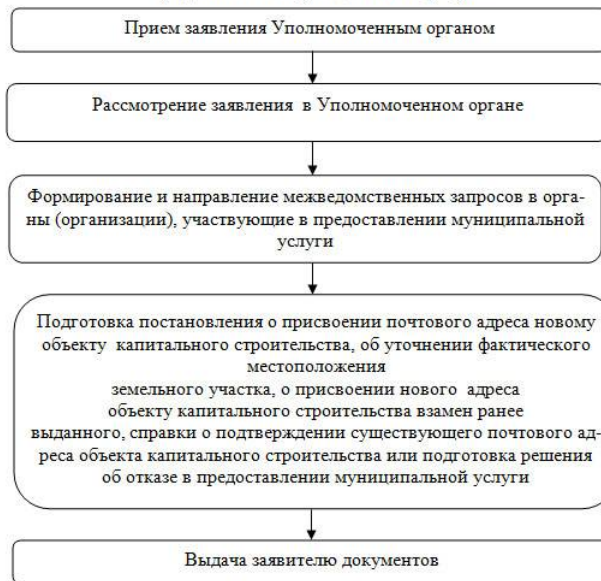 Прием заявления Уполномоченным органом
Рассмотрение заявления в Уполномоченном органе
Формирование и направление межведомственных запросов в орга-
ны (организации), участвующие в предоставлении муниципальной
услуги
Подготовка постановления о присвоении почтового адреса новому
объекту капитального строительства, об уточнении фактического
местоположения
земельного участка, о присвоении нового адреса
объекту капитального строительства взамен ранее
выданного, справки о подтверждении существующего почтового ад-
реса объекта капитального строительства или подготовка решения
об отказе в предоставлении муниципальной услуги
Выдача заявителю документов